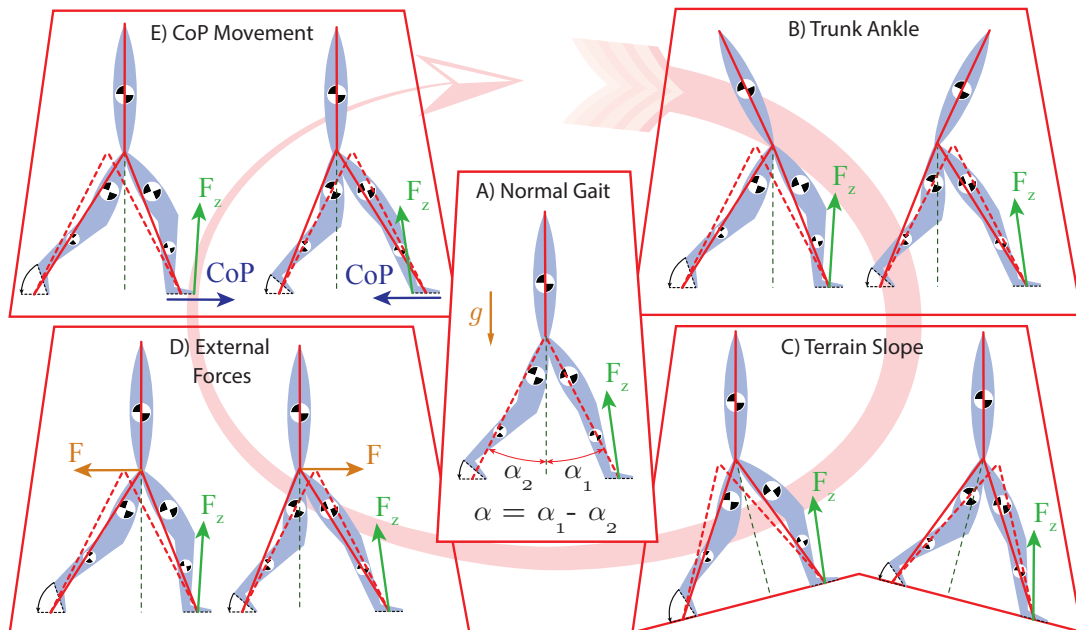 E) CoP Movement
F_z
F_z
CoP
CoP
B) Trunk Ankle
F_z
F_z
A) Normal Gait
g
F_z
α_2 α_1
α = α_1 - α_2
D) External
Forces
F
F
F_z
F_z
C) Terrain Slope
F_z
F_z